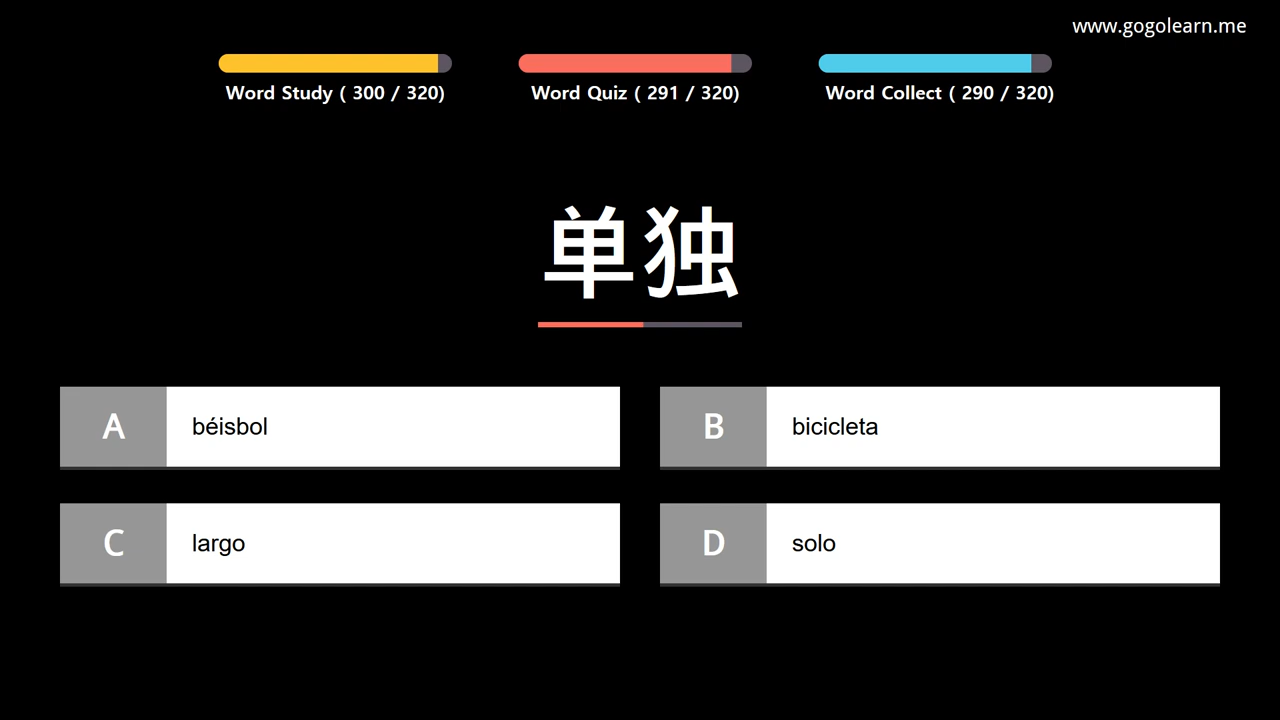 www.gogolearn.me
Word Study ( 300 / 320)
Word Quiz ( 291 / 320)
Word Collect ( 290 / 320)
单独
A béisbol
B bicicleta
C largo
D solo